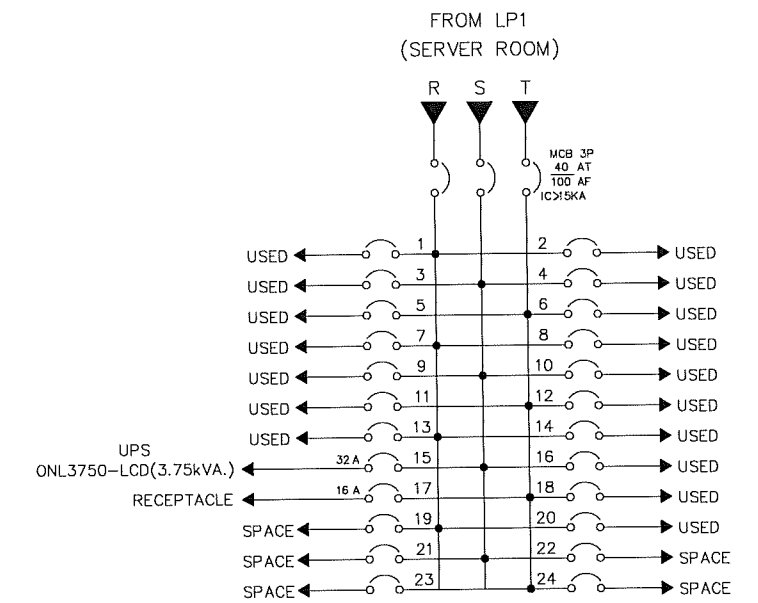 FROM LP1
(SERVER ROOM)
R S T
MCB 3P
40 AT
100 AF
IC>15KA
USED 1 2 USED
USED 3 4 USED
USED 5 6 USED
USED 7 8 USED
USED 9 10 USED
USED 11 12 USED
USED 13 14 USED
UPS
ONL3750-LCD(3.75kVA.) 32 A 15 16 USED
RECEPTACLE 16 A 17 18 USED
SPACE 19 20 USED
SPACE 21 22 SPACE
SPACE 23 24 SPACE